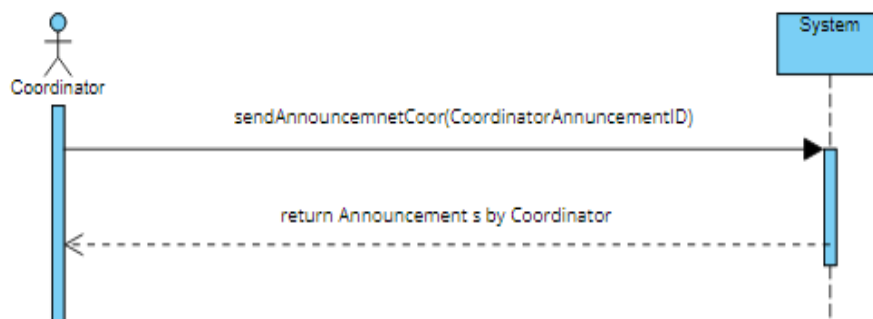 System
Coordinator
sendAnnouncemnetCoor(CoordinatorAnnuncementID)
return Announcement s by Coordinator